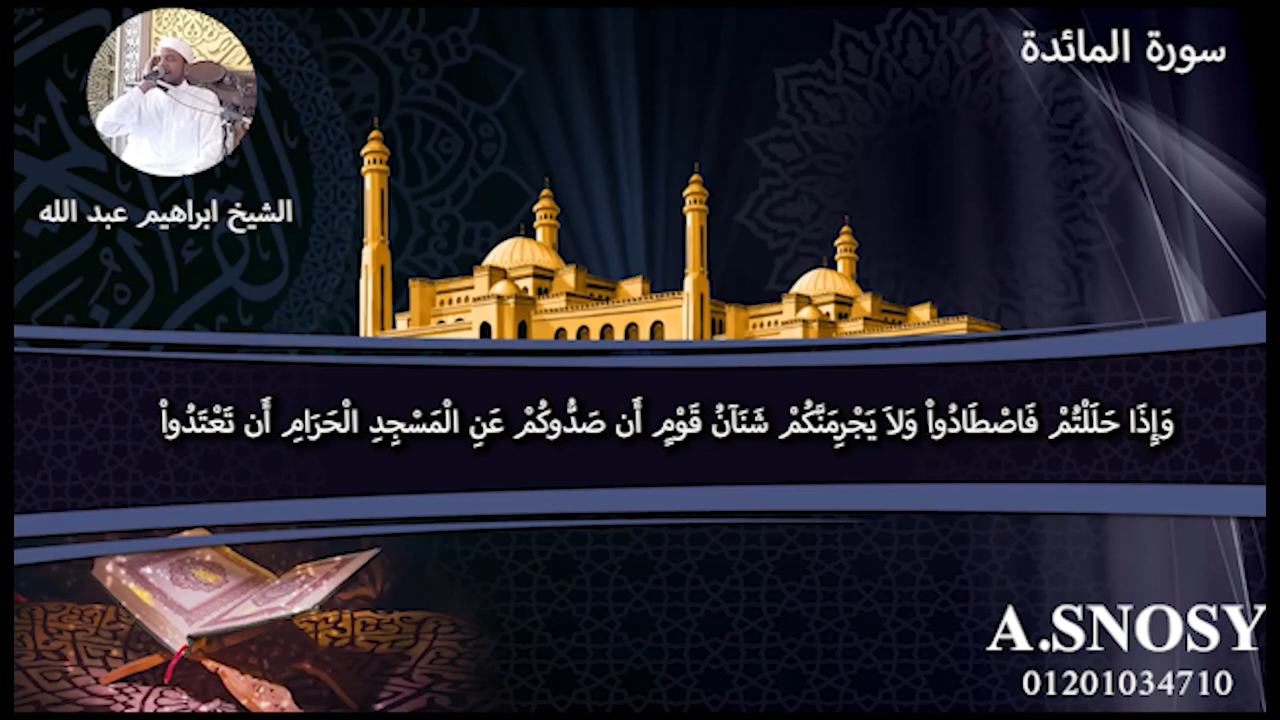 سورة المائدة
الشيخ ابراهيم عبد الله
وَإِذَا حَلَلْتُمْ فَاصْطَادُواْ وَلاَ يَجْرِمَنَّكُمْ شَنَآنُ قَوْمٍ أَن صَدُّوكُمْ عَنِ الْمَسْجِدِ الْحَرَامِ أَن تَعْتَدُواْ
A.SNOSY
01201034710